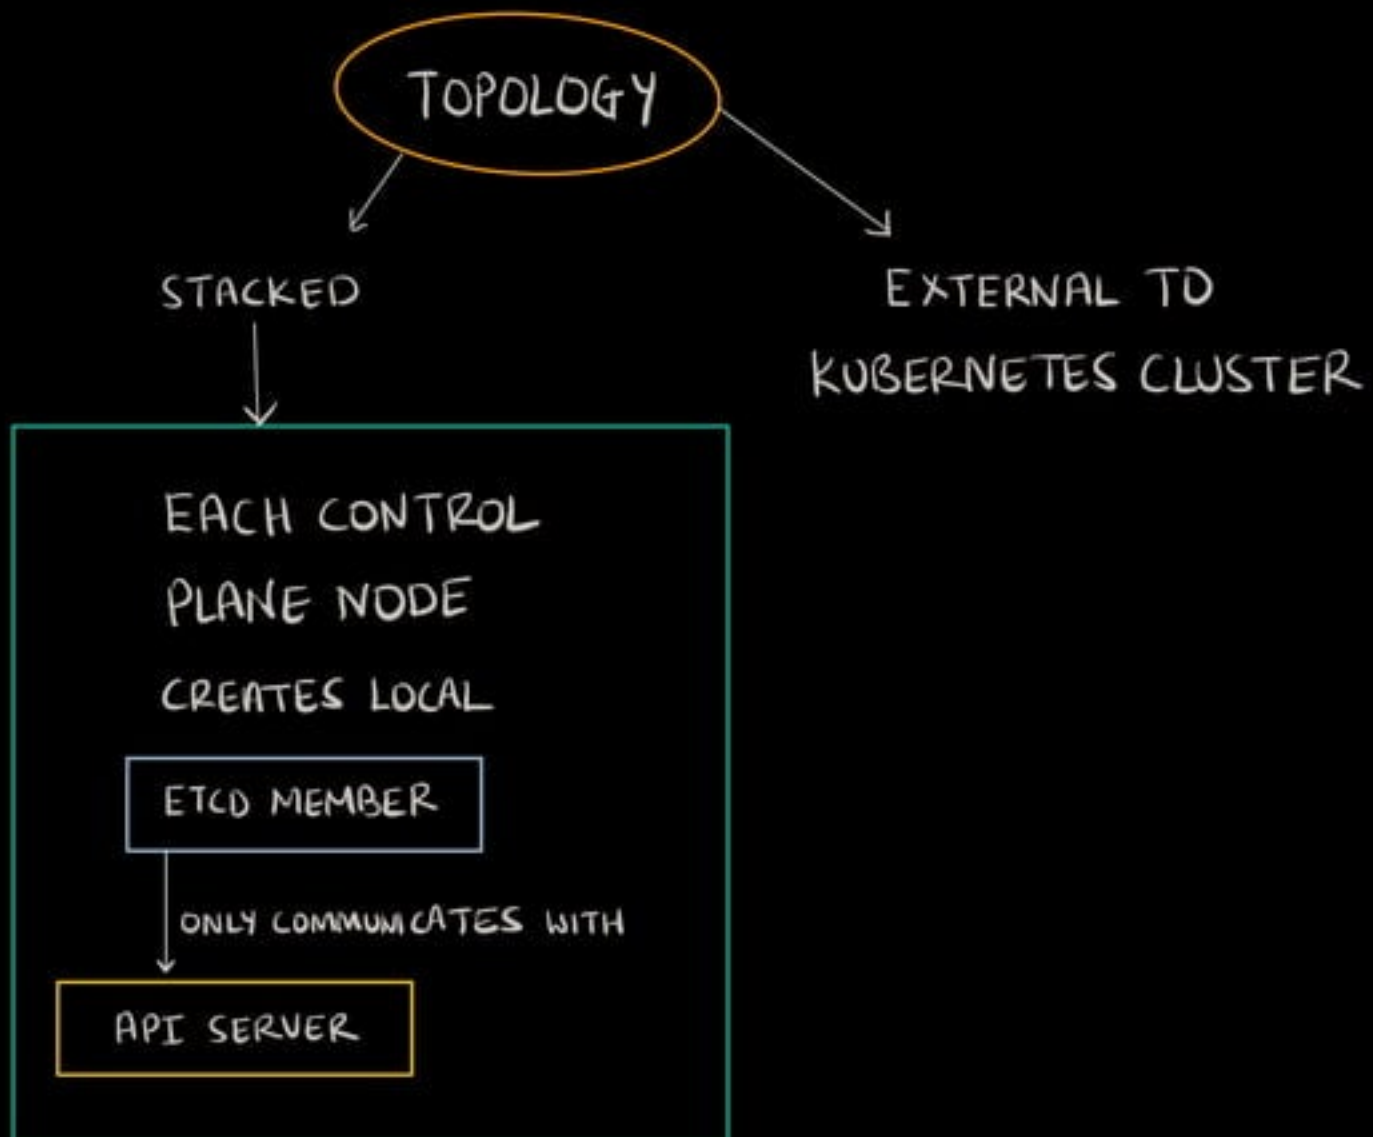 TOPOLOGY
STACKED
EXTERNAL TO
KUBERNETES CLUSTER
EACH CONTROL
PLANE NODE
CREATES LOCAL
ETCD MEMBER
ONLY COMMUNICATES WITH
API SERVER